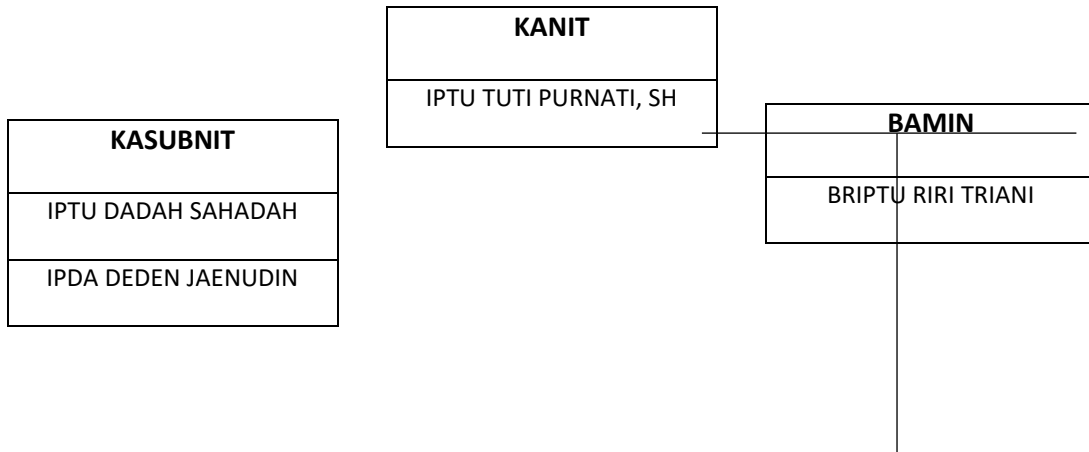 KANIT
IPTU TUTI PURNATI, SH
KASUBNIT
IPTU DADAH SAHADAH
IPDA DEDEN JAENUDIN
BAMIN
BRIPTU RIRI TRIANI